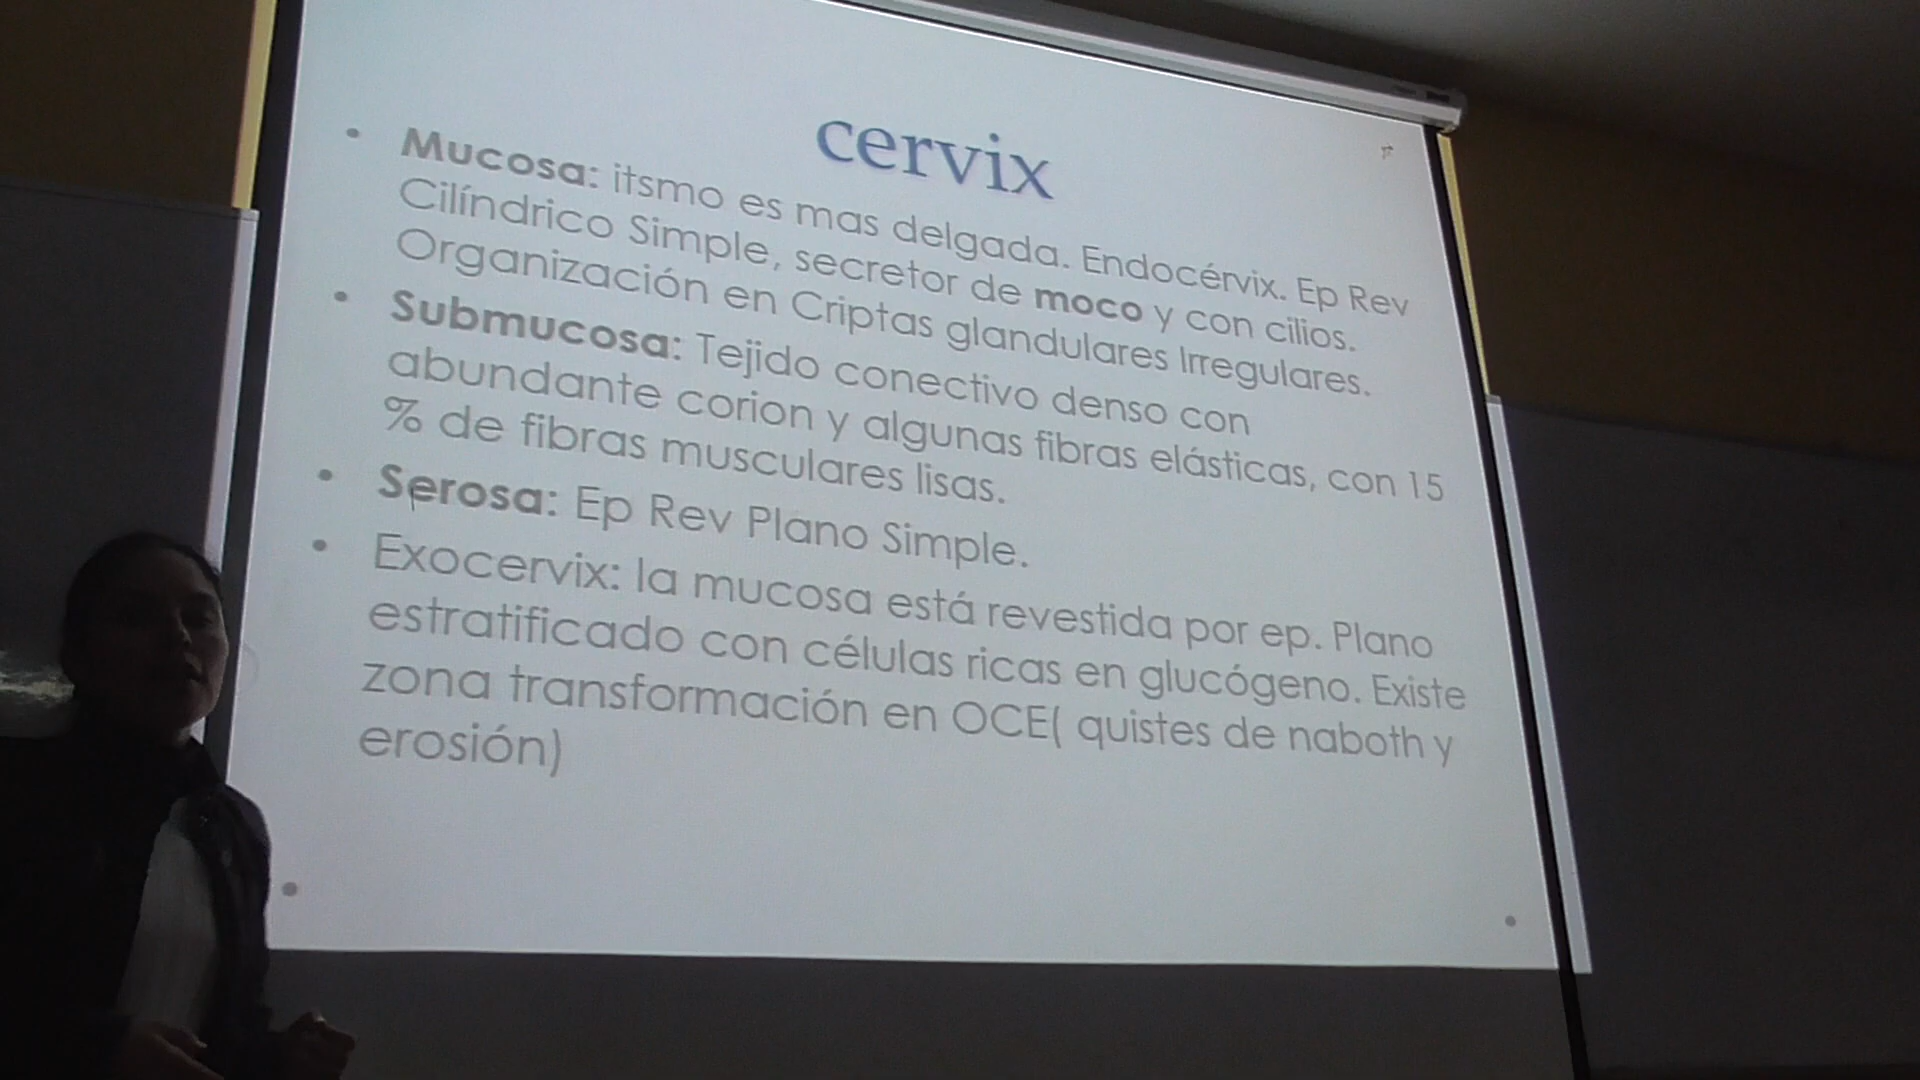 cervix
• Mucosa: itsmo es mas delgada. Endocérvix. Ep Rev
Cilíndrico Simple, secretor de moco y con cilios.
Organización en Criptas glandulares Irregulares.
• Submucosa: Tejido conectivo denso con
abundante corion y algunas fibras elásticas, con 15
% de fibras musculares lisas.
• Serosa: Ep Rev Plano Simple.
• Exocervix: la mucosa está revestida por ep. Plano
estratificado con células ricas en glucógeno. Existe
zona transformación en OCE( quistes de naboth y
erosión)